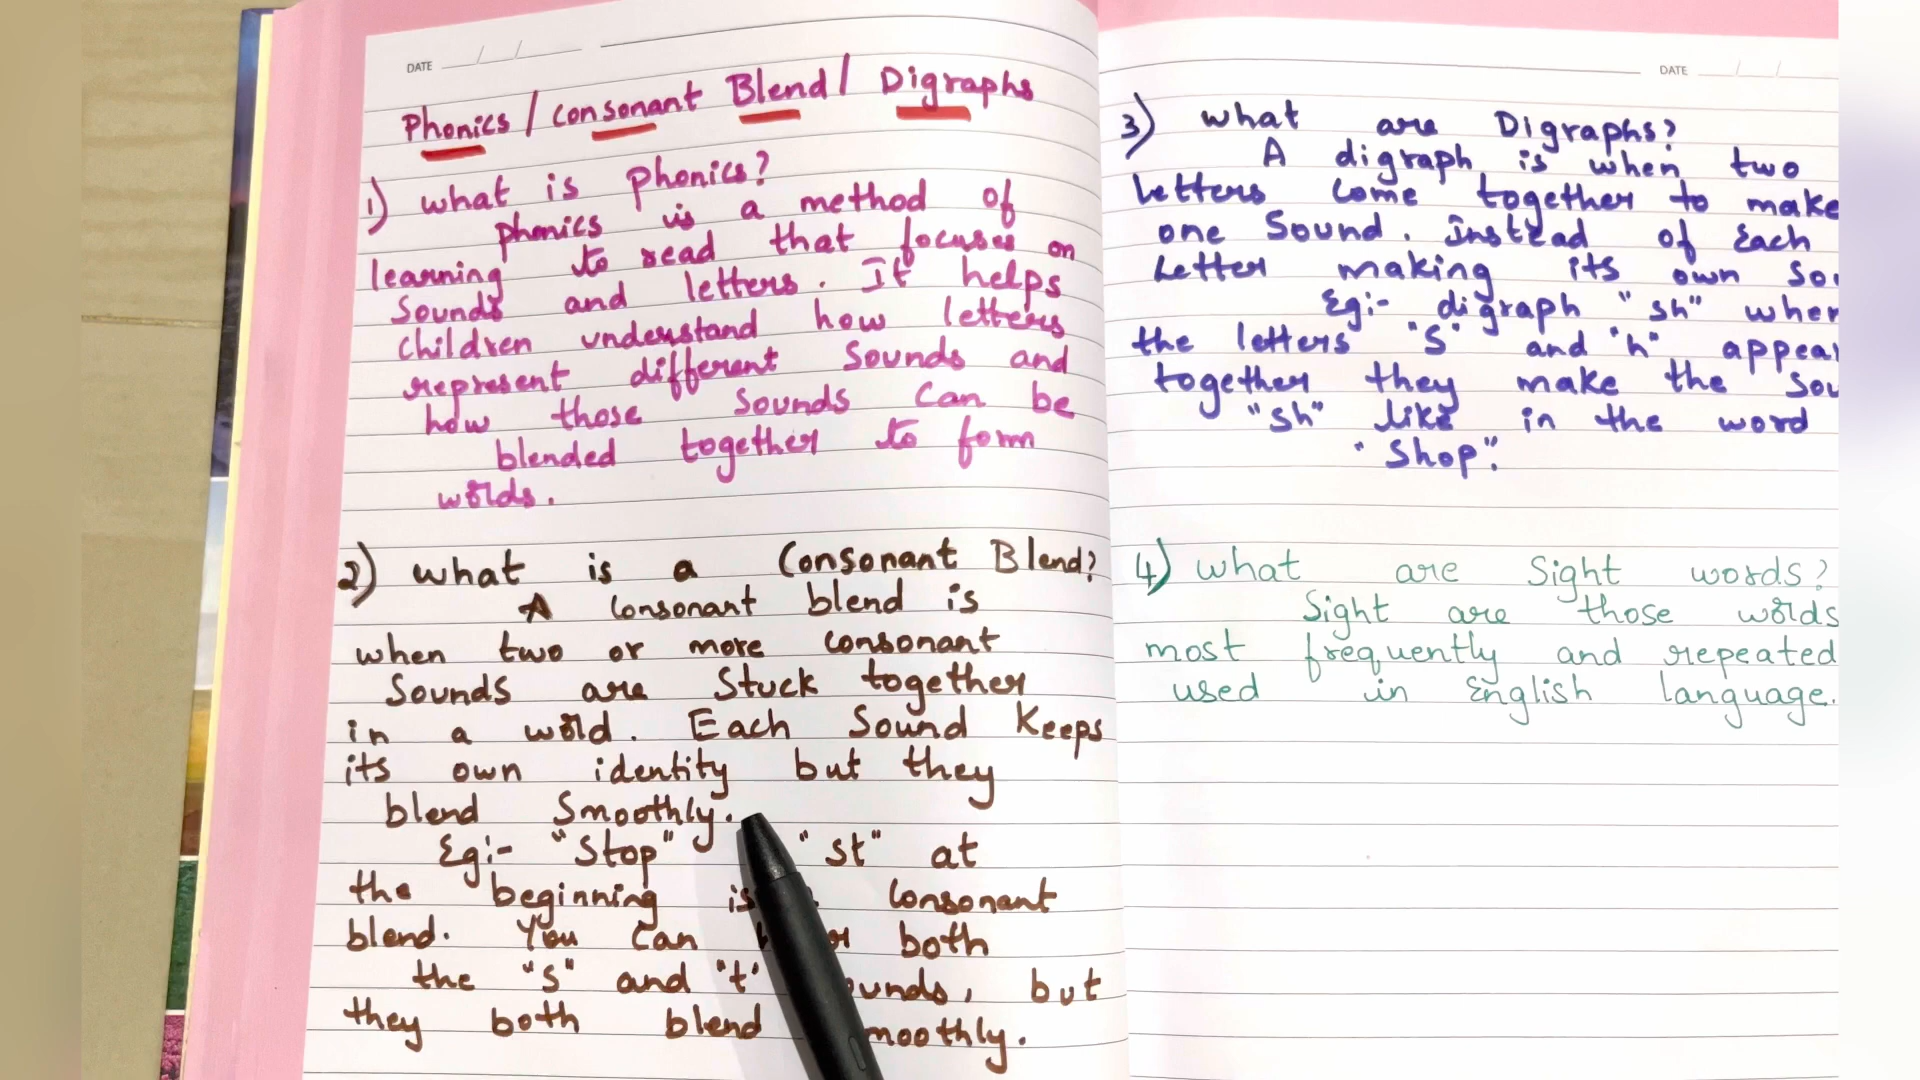 DATE
Phonics / Consonant Blend / Digraphs
1) what is phonics?
phonics is a method of
learning to read that focuses on
Sounds and letters. It helps
children understand how letters
represent different Sounds and
how those Sounds Can be
blended together to form
words.
2) what is a Consonant Blend?
A Consonant blend is
when two or more consonant
Sounds are Stuck together
in a word. Each Sound Keeps
its own identity but they
blend Smoothly.
Eg:- "Stop" "st" at
the beginning is Consonant
blend. You Can both
the "S" and "t" but
they both blend
DATE
3) what are Digraphs?
A digraph is when two
Letters Come together to make
one Sound. Instead of Each
Letter making its own
Eg:- digraph "sh"
the letters "S" and "h"
together they make the
"Sh" like in the word
"Shop".
4) what are Sight words?
Sight are those words
most frequently and repeated
used in English language.